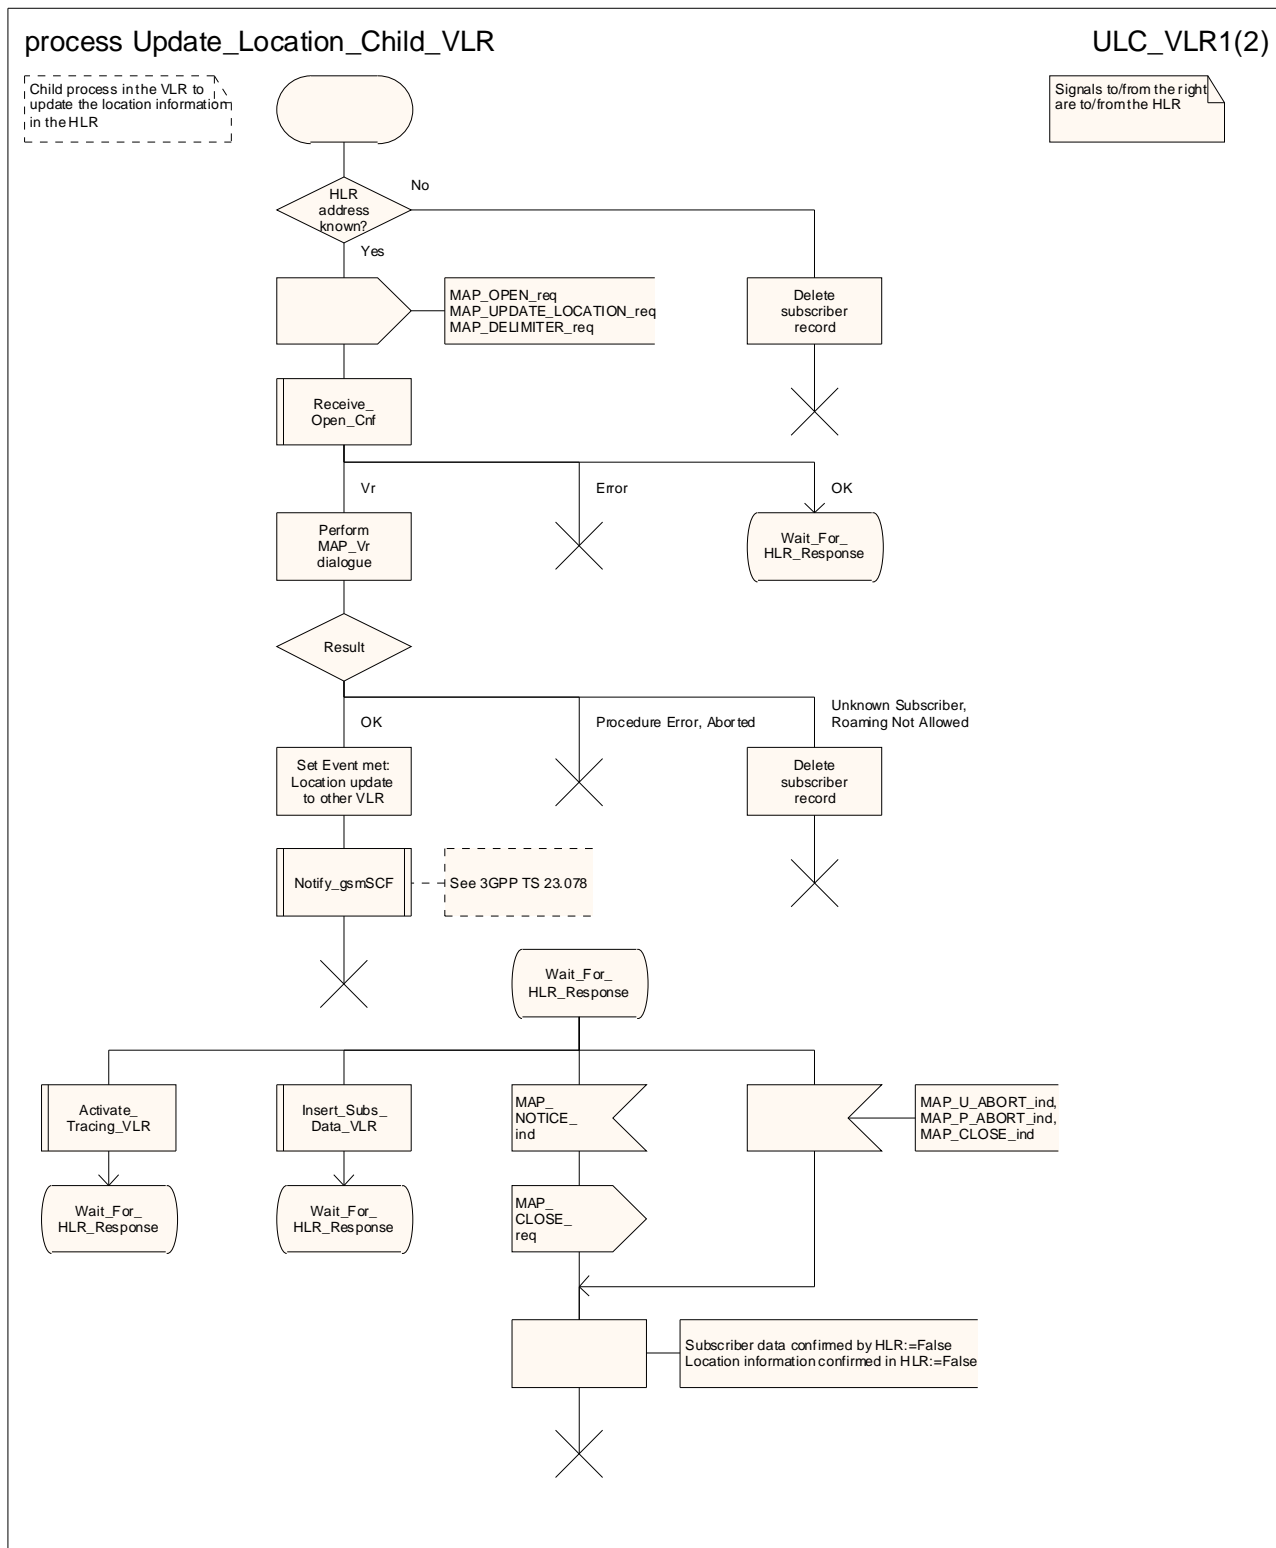 process Update_Location_Child_VLR
ULC_VLR1(2)
Child process in the VLR to
update the location information
in the HLR
Signals to/from the right
are to/from the HLR
HLR
address
known?
No
Yes
MAP_OPEN_req
MAP_UPDATE_LOCATION_req
MAP_DELIMITER_req
Delete
subscriber
record
Receive_
Open_Cnf
Vr
Error
OK
Perform
MAP_Vr
dialogue
Wait_For_
HLR_Response
Result
OK
Procedure Error, Aborted
Unknown Subscriber,
Roaming Not Allowed
Set Event met:
Location update
to other VLR
Delete
subscriber
record
Notify_gsmSCF
See 3GPP TS 23.078
Wait_For_
HLR_Response
Activate_
Tracing_VLR
Insert_Subs_
Data_VLR
MAP_
NOTICE_
ind
MAP_U_ABORT_ind,
MAP_P_ABORT_ind,
MAP_CLOSE_ind
Wait_For_
HLR_Response
Wait_For_
HLR_Response
MAP_
CLOSE_
req
Subscriber data confirmed by HLR:=False
Location information confirmed in HLR:=False